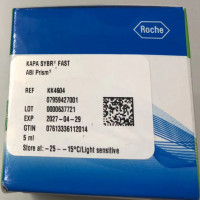 Roche
KAPA SYBR® FAST
ABI Prism®
REF KK4604
07959427001
LOT 0000637721
EXP 2027-04-29
GTIN 07613336112014
5 ml
Store at: -25 - -15°C/Light sensitive